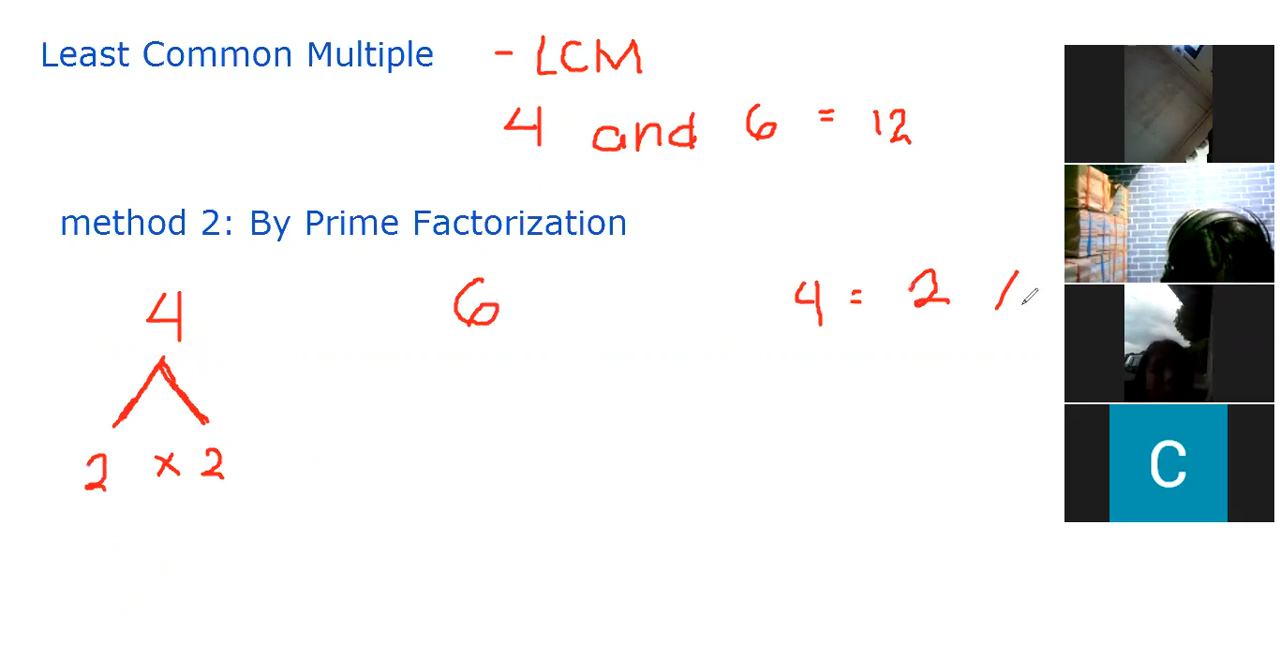 Least Common Multiple - LCM
4 and 6 = 12
method 2: By Prime Factorization
4 6 4 = 2 /
2 x 2
C